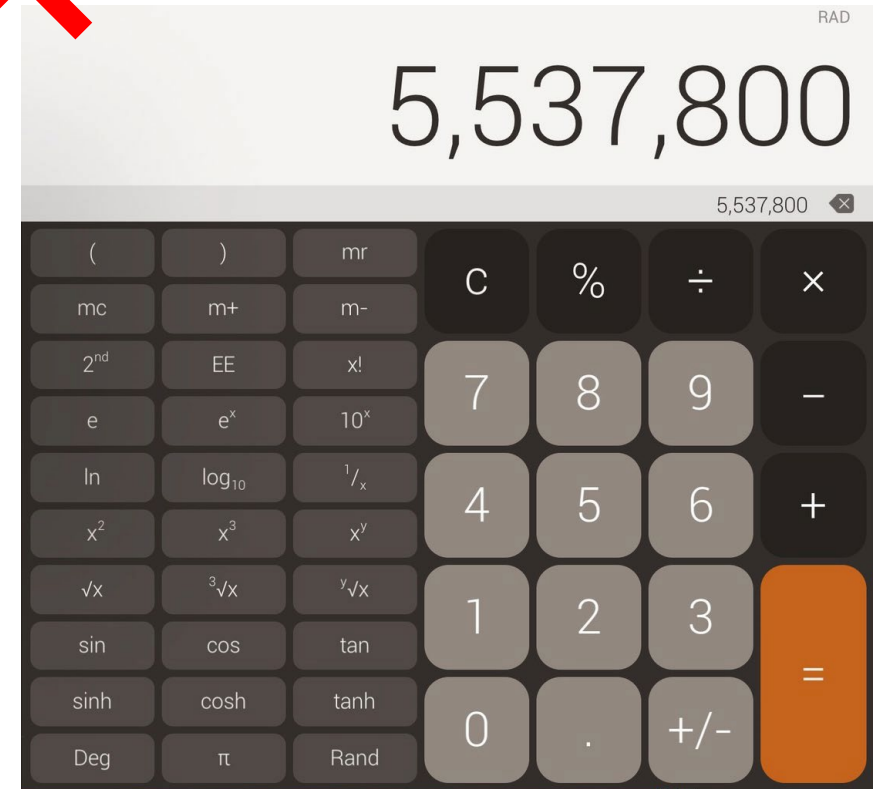 RAD
5,537,800
5,537,800
( ) mr
mc m+ m-
C % ÷ ×
2nd EE x!
e eˣ 10ˣ
7 8 9 −
ln log₁₀ ¹/ₓ
x² x³ xʸ
4 5 6 +
√x ³√x ʸ√x
sin cos tan
1 2 3
=
sinh cosh tanh
Deg π Rand
0 . +/-